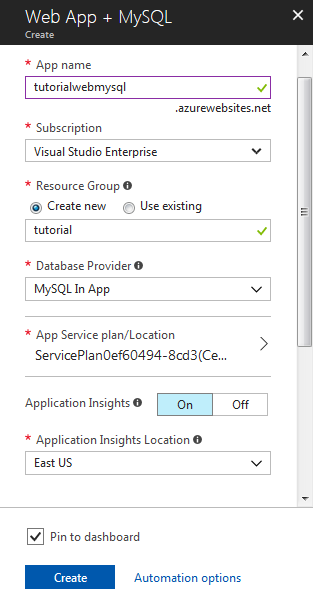 Web App + MySQL
Create
* App name
tutorialwebmysql
.azurewebsites.net
* Subscription
Visual Studio Enterprise
* Resource Group
Create new Use existing
tutorial
* Database Provider
MySQL In App
* App Service plan/Location
ServicePlan0ef60494-8cd3(Ce...
Application Insights On Off
* Application Insights Location
East US
Pin to dashboard
Create Automation options